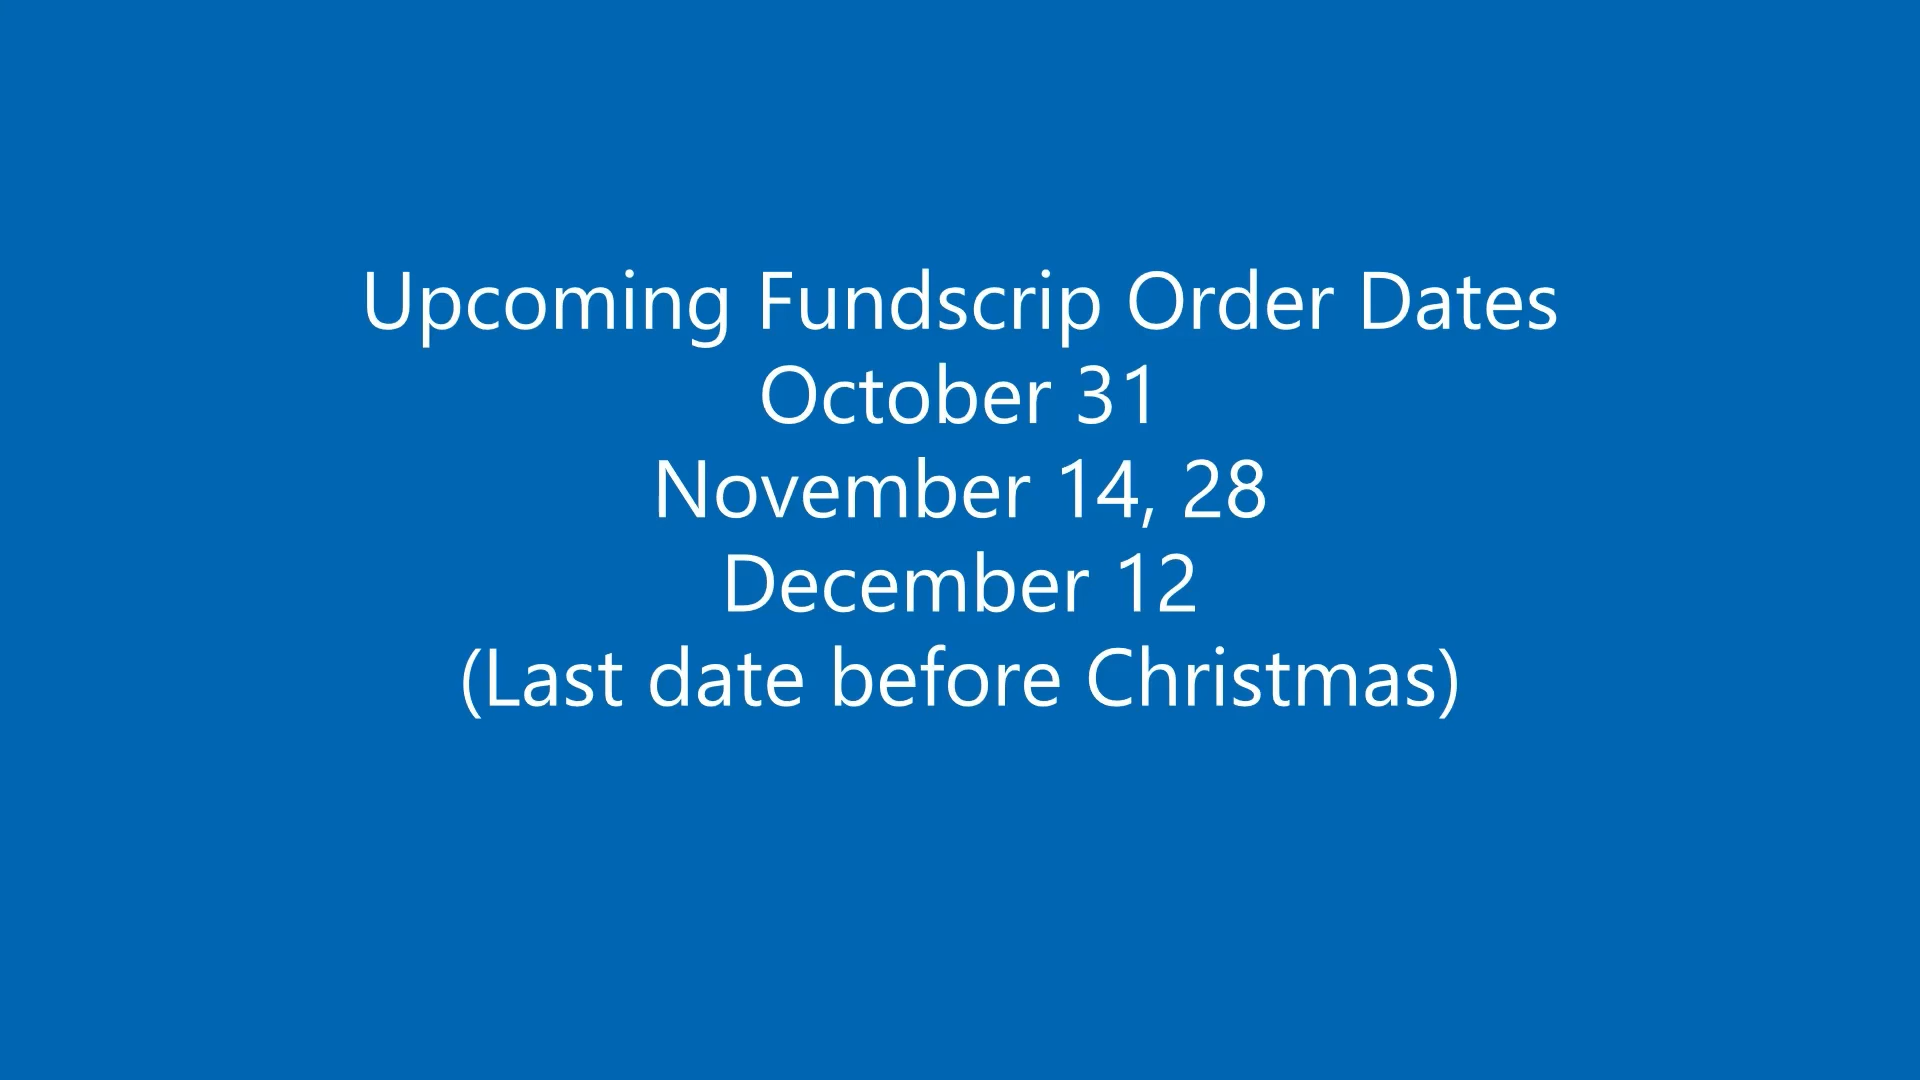 Upcoming Fundscrip Order Dates
October 31
November 14, 28
December 12
(Last date before Christmas)